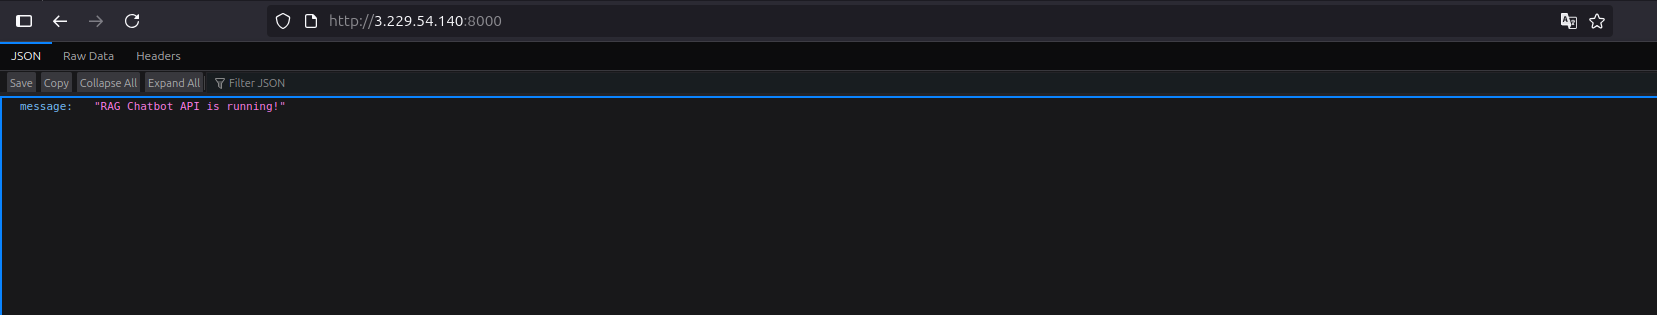 http://3.229.54.140:8000
JSON Raw Data Headers
Save Copy Collapse All Expand All Filter JSON
message: "RAG Chatbot API is running!"